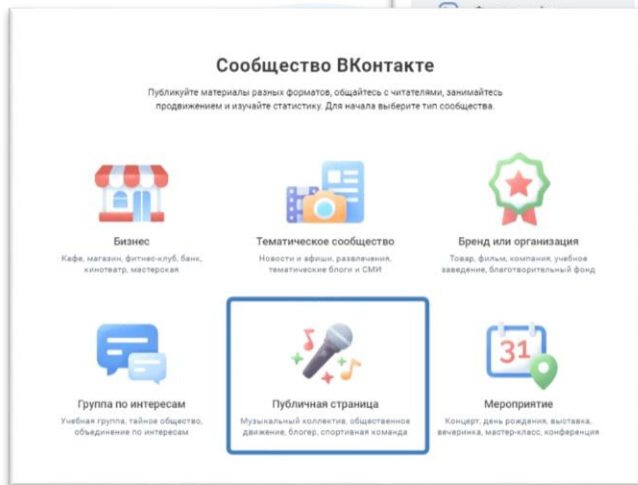 Сообщество ВКонтакте
Публикуйте материалы разных форматов, общайтесь с читателями, занимайтесь
продвижением и изучайте статистику. Для начала выберите тип сообщества.
Бизнес
Кафе, магазин, фитнес-клуб, банк,
кинотеатр, мастерская
Тематическое сообщество
Новости и афиши, развлечения,
тематические блоги и СМИ
Бренд или организация
Товар, фильм, компания, учебное
заведение, благотворительный фонд
Группа по интересам
Учебная группа, тайное общество,
объединение по интересам
Публичная страница
Музыкальный коллектив, общественное
движение, блогер, спортивная команда
31
Мероприятие
Концерт, день рождения, выставка,
вечеринка, мастер-класс, конференция